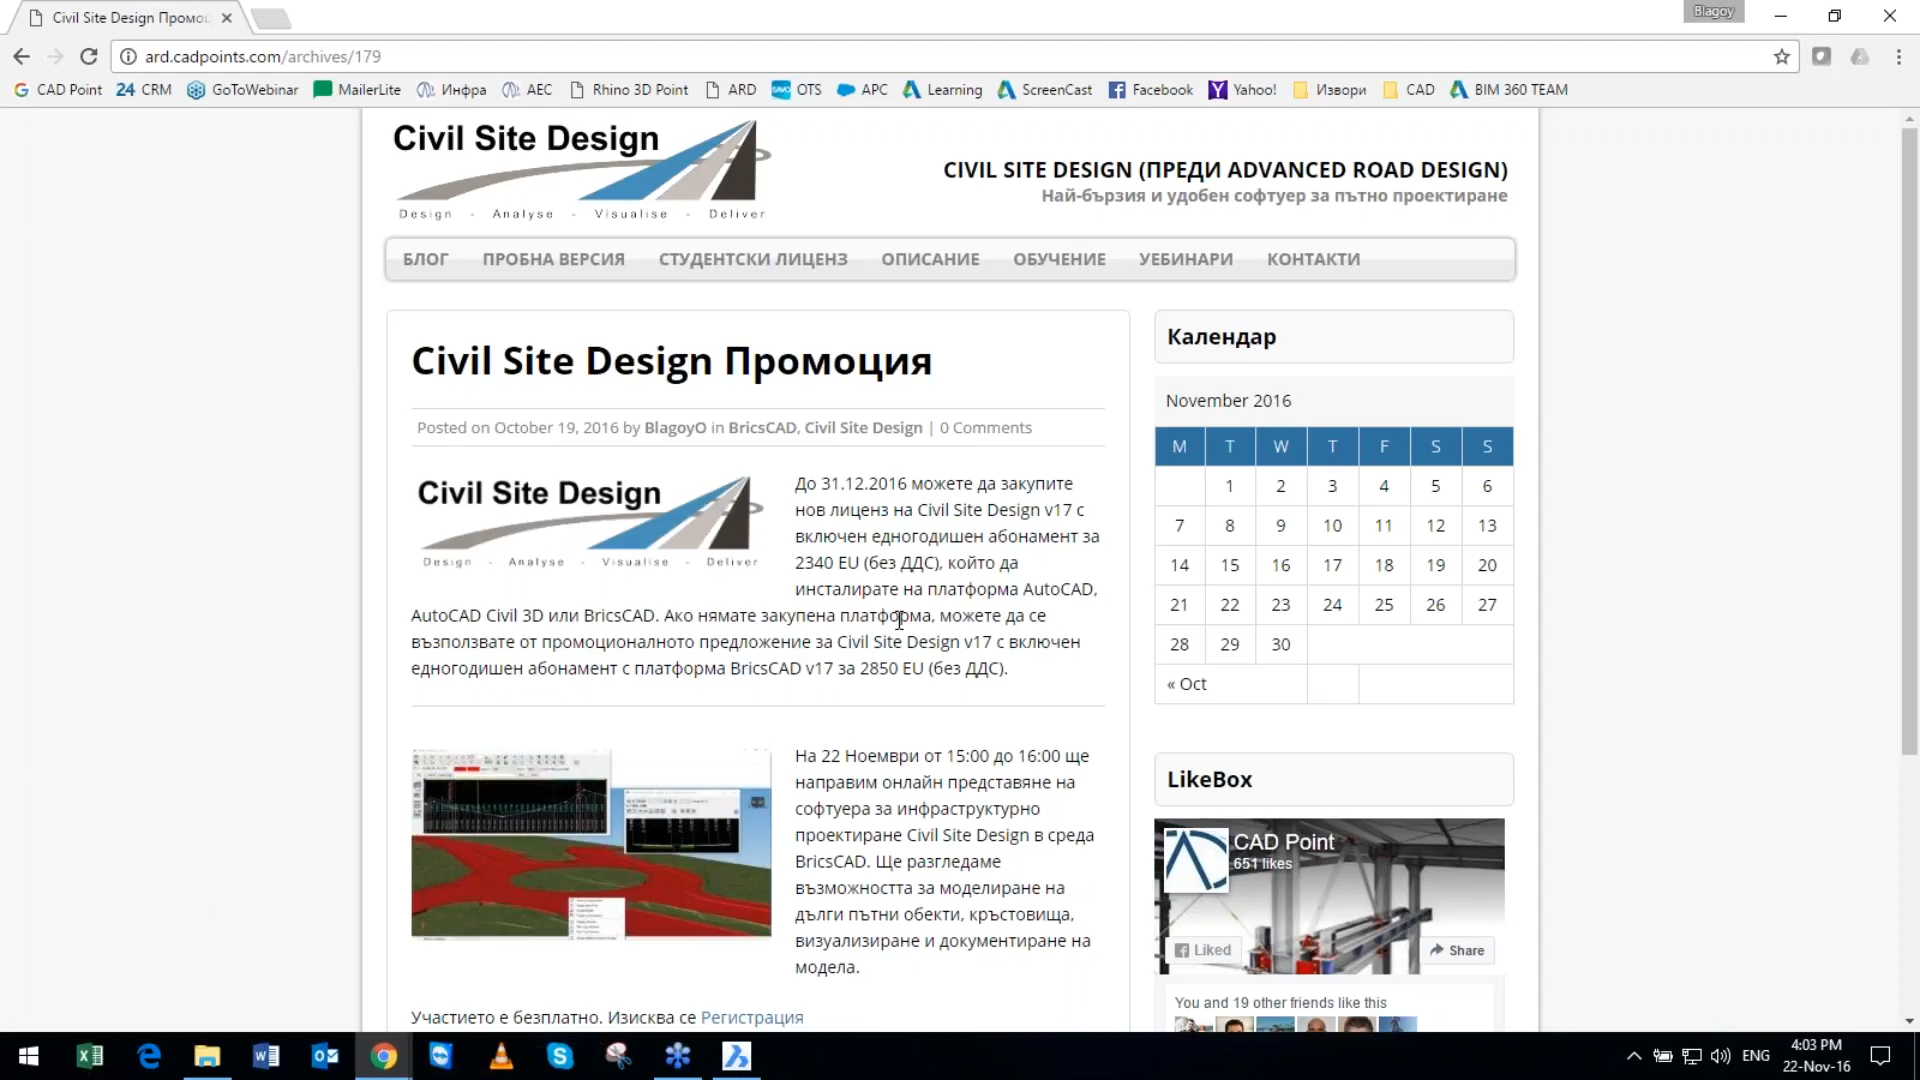 Civil Site Design Промоц
Blagoy
ard.cadpoints.com/archives/179
CAD Point
24 CRM
GoToWebinar
MailerLite
Инфра
AEC
Rhino 3D Point
ARD
OTS
APC
Learning
ScreenCast
Facebook
Yahoo!
Извори
CAD
BIM 360 TEAM
Civil Site Design
Design - Analyse - Visualise - Deliver
CIVIL SITE DESIGN (ПРЕДИ ADVANCED ROAD DESIGN)
Най-бързия и удобен софтуер за пътно проектиране
БЛОГ
ПРОБНА ВЕРСИЯ
СТУДЕНТСКИ ЛИЦЕНЗ
ОПИСАНИЕ
ОБУЧЕНИЕ
УЕБИНАРИ
КОНТАКТИ
Civil Site Design Промоция
Posted on October 19, 2016 by BlagoyO in BricsCAD, Civil Site Design | 0 Comments
Civil Site Design
Design - Analyse - Visualise - Deliver
До 31.12.2016 можете да закупите
нов лиценз на Civil Site Design v17 с
включен едногодишен абонамент за
2340 EU (без ДДС), който да
инсталирате на платформа AutoCAD,
AutoCAD Civil 3D или BricsCAD. Ако нямате закупена платформа, можете да се
възползвате от промоционалното предложение за Civil Site Design v17 с включен
едногодишен абонамент с платформа BricsCAD v17 за 2850 EU (без ДДС).
На 22 Ноември от 15:00 до 16:00 ще
направим онлайн представяне на
софтуера за инфраструктурно
проектиране Civil Site Design в среда
BricsCAD. Ще разгледаме
възможността за моделиране на
дълги пътни обекти, кръстовища,
визуализиране и документиране на
модела.
Участието е безплатно. Изисква се Регистрация
Календар
November 2016
M T W T F S S
1 2 3 4 5 6
7 8 9 10 11 12 13
14 15 16 17 18 19 20
21 22 23 24 25 26 27
28 29 30
« Oct
LikeBox
CAD Point
651 likes
Liked
Share
You and 19 other friends like this
ENG
4:03 PM
22-Nov-16